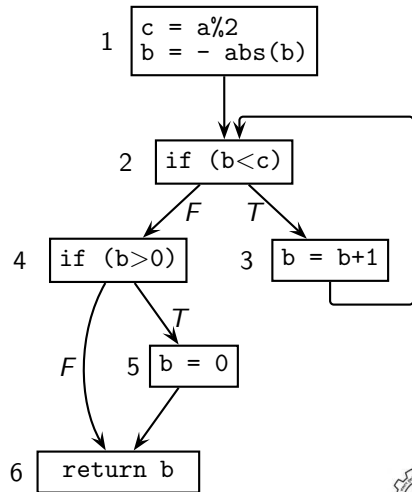 1
c = a%2
b = - abs(b)
2
if (b<c)
F
T
4
if (b>0)
3
b = b+1
F
T
5
b = 0
6
return b